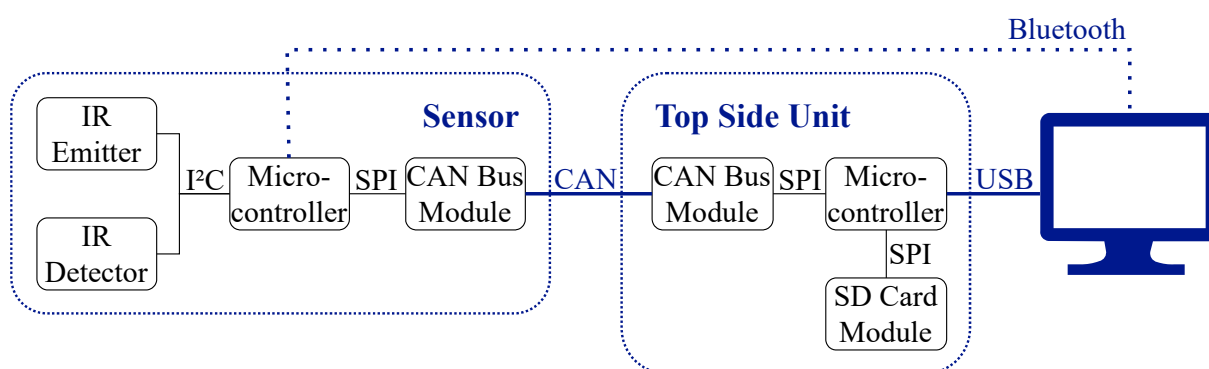 Bluetooth
Sensor
Top Side Unit
IR
Emitter
I²C
Micro-
controller
SPI
CAN Bus
Module
IR
Detector
CAN
CAN Bus
Module
SPI
Micro-
controller
USB
SPI
SD Card
Module